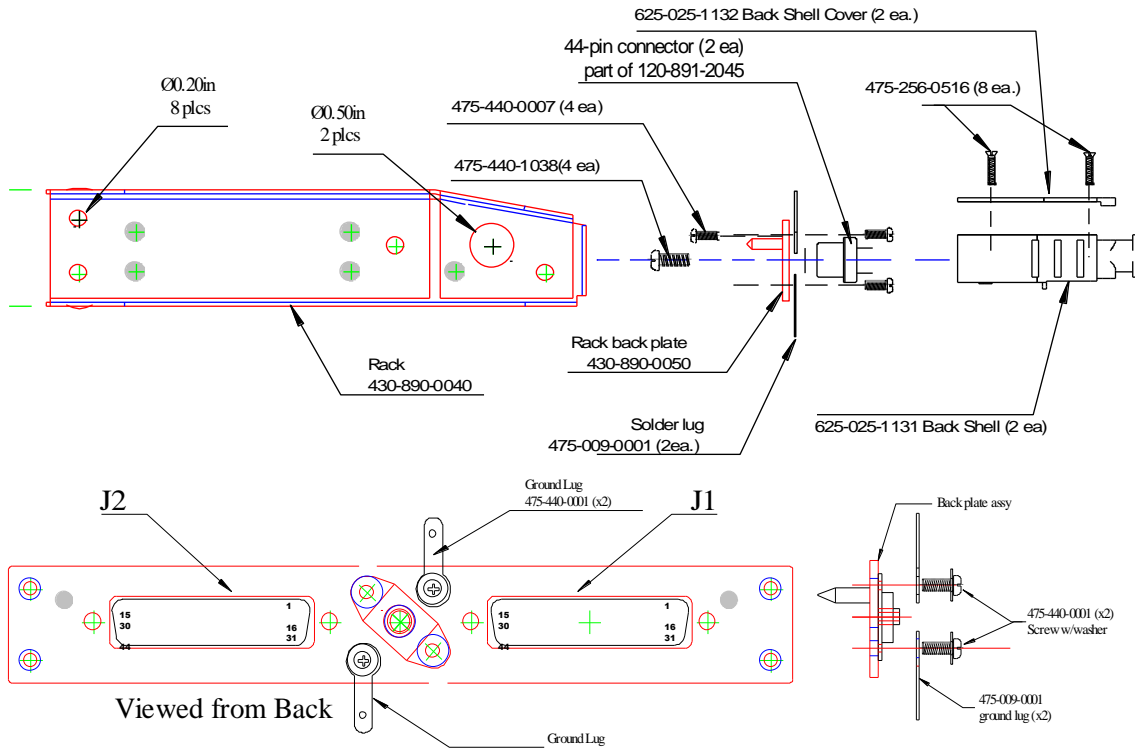 625-025-1132 Back Shell Cover (2 ea.)
44-pin connector (2 ea)
part of 120-891-2045
475-256-0516 (8 ea.)
Ø0.20in
8 plcs
Ø0.50in
2 plcs
475-440-0007 (4 ea)
475-440-1038(4 ea)
Rack
430-890-0040
Rack back plate
430-890-0050
Solder lug
475-009-0001 (2ea.)
625-025-1131 Back Shell (2 ea)
J2
Ground Lug
475-440-0001 (x2)
J1
Back plate assy
15
30
44
1
16
31
15
30
44
1
16
31
475-440-0001 (x2)
Screw w/washer
475-009-0001
ground lug (x2)
Viewed from Back
Ground Lug